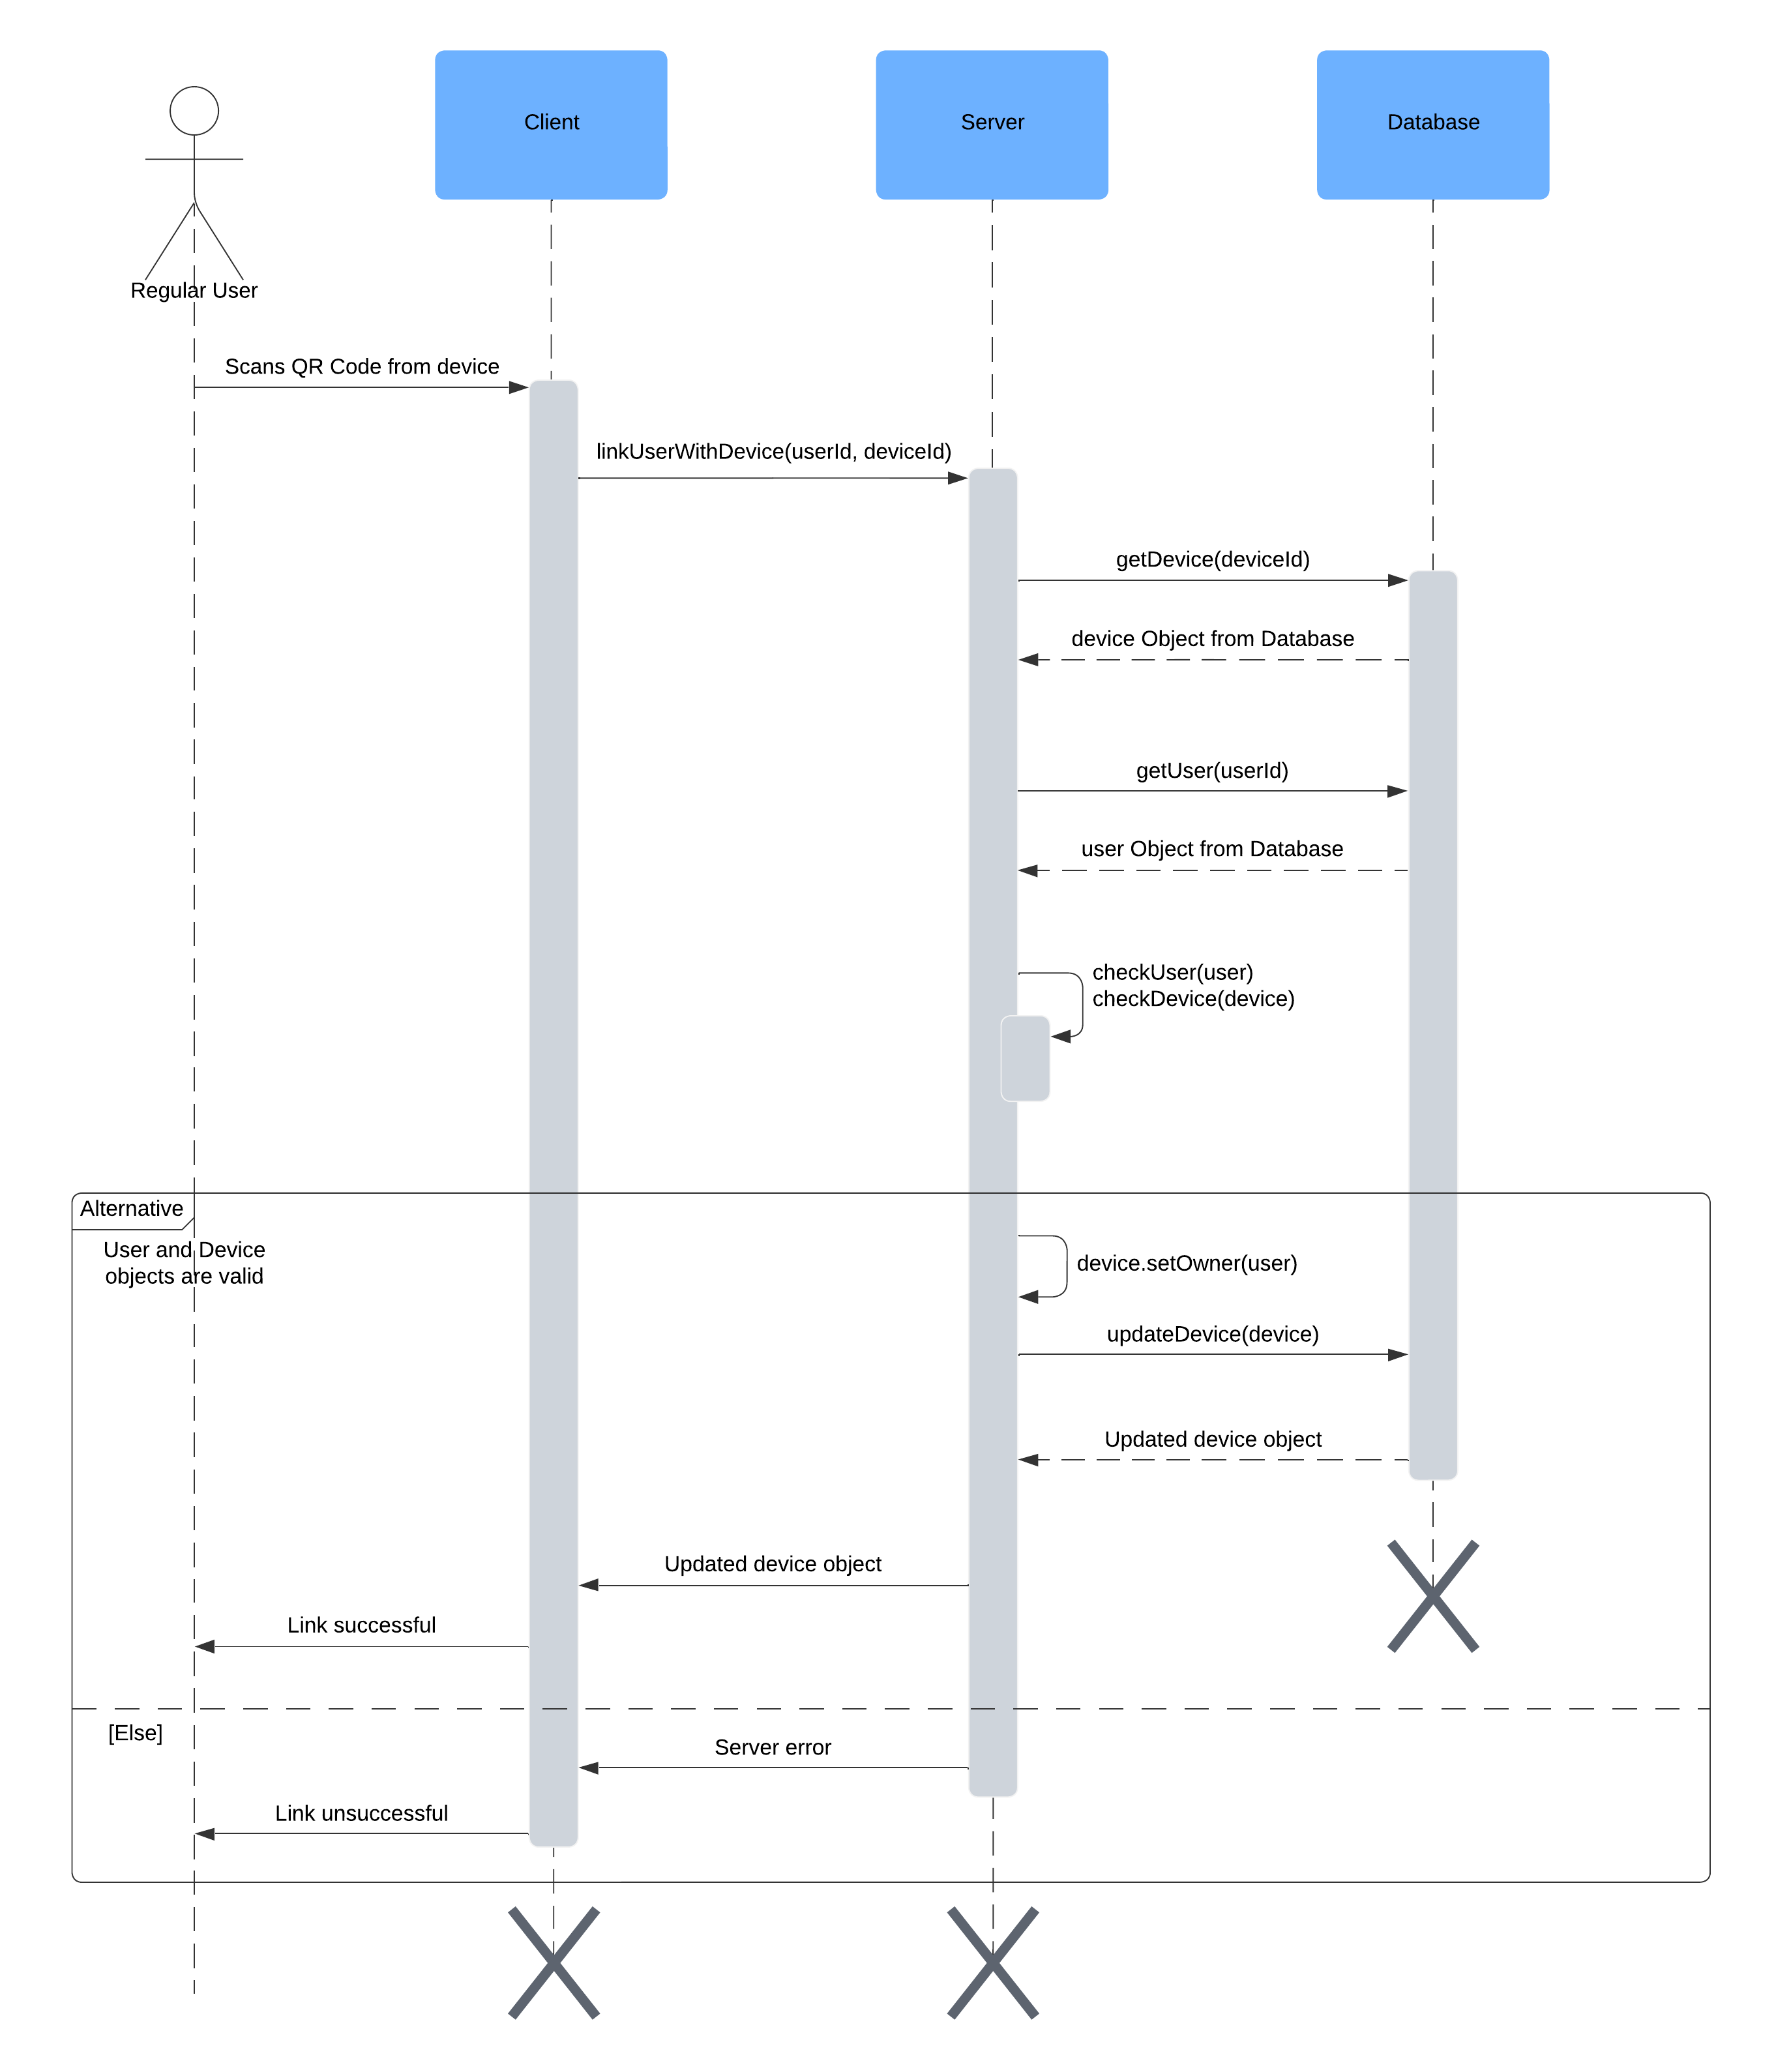 Client
Server
Database
Regular User
Scans QR Code from device
linkUserWithDevice(userId, deviceId)
getDevice(deviceId)
device Object from Database
getUser(userId)
user Object from Database
checkUser(user)
checkDevice(device)
Alternative
User and Device
objects are valid
device.setOwner(user)
updateDevice(device)
Updated device object
Updated device object
Link successful
[Else]
Server error
Link unsuccessful